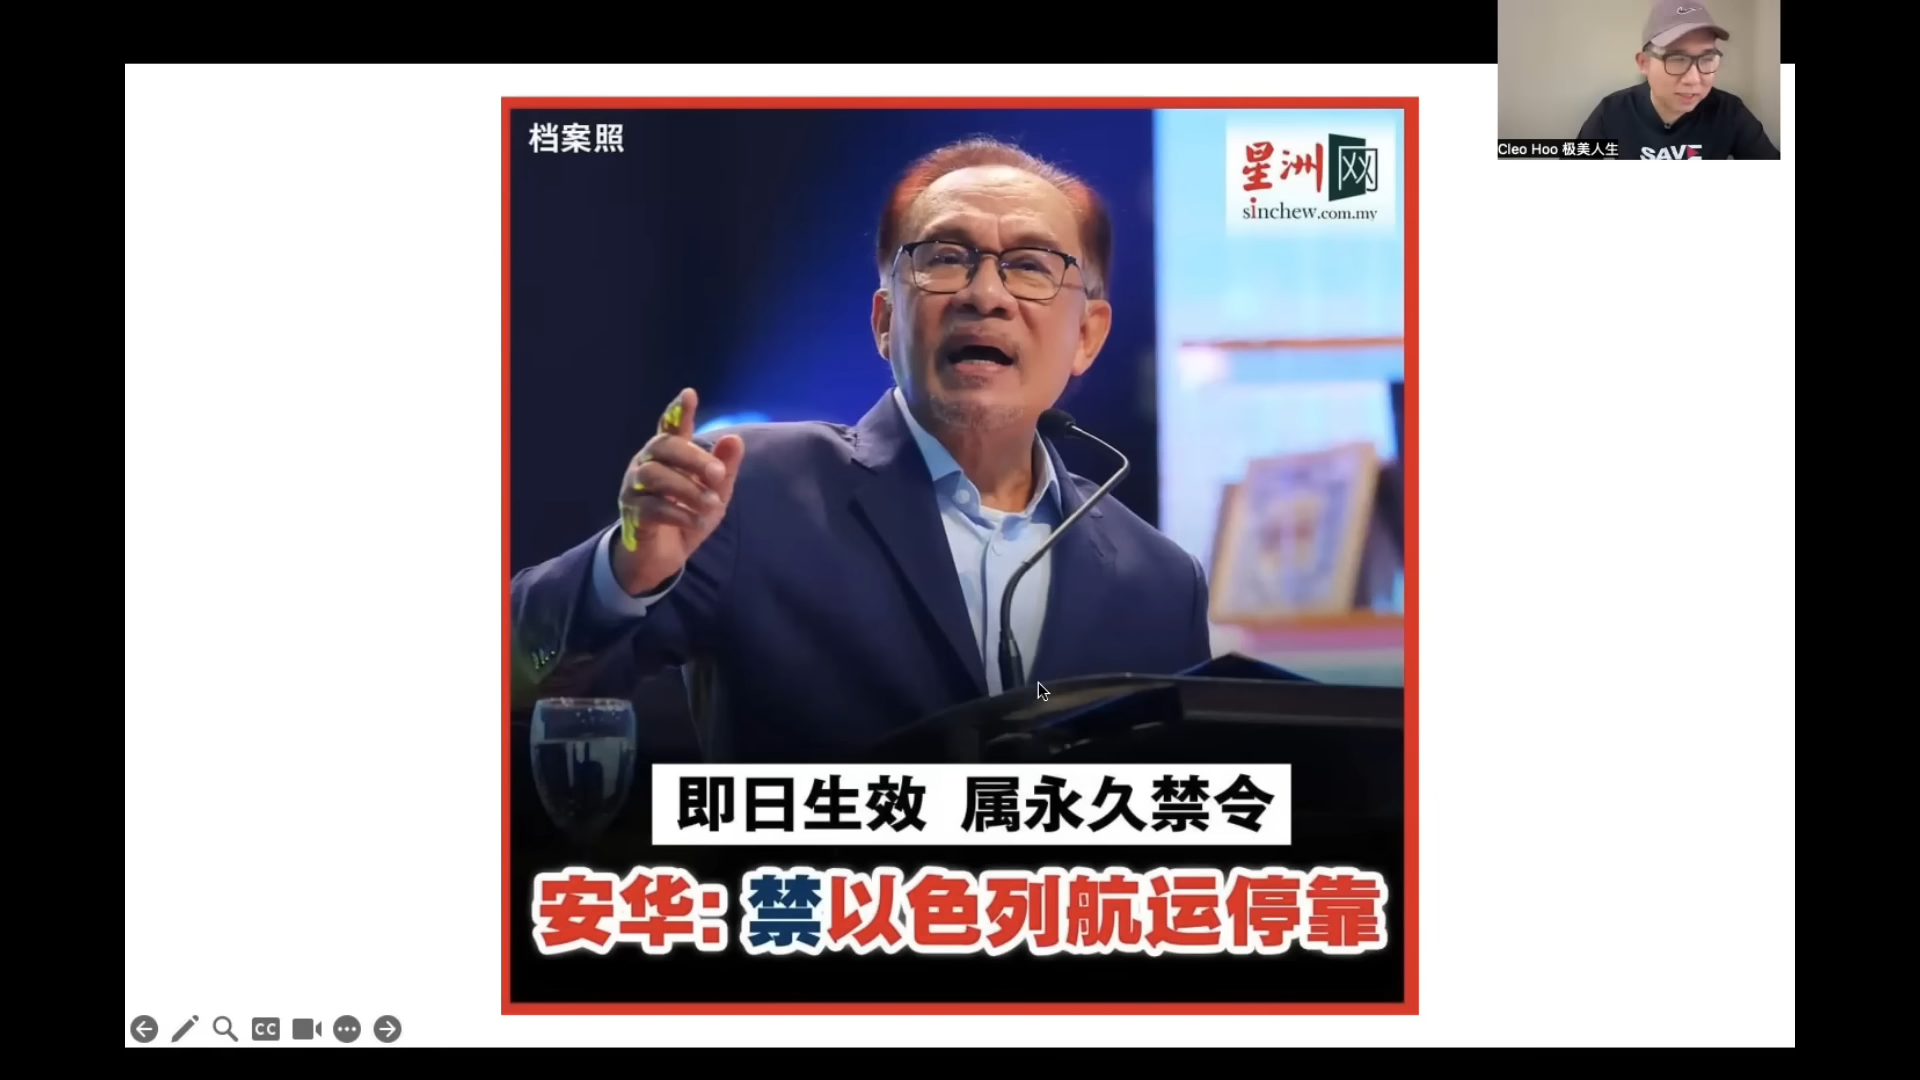 档案照
星洲网
sinchew.com.my
Cleo Hoo 极美人生
SAVE
即日生效 属永久禁令
安华: 禁以色列航运停靠
CC